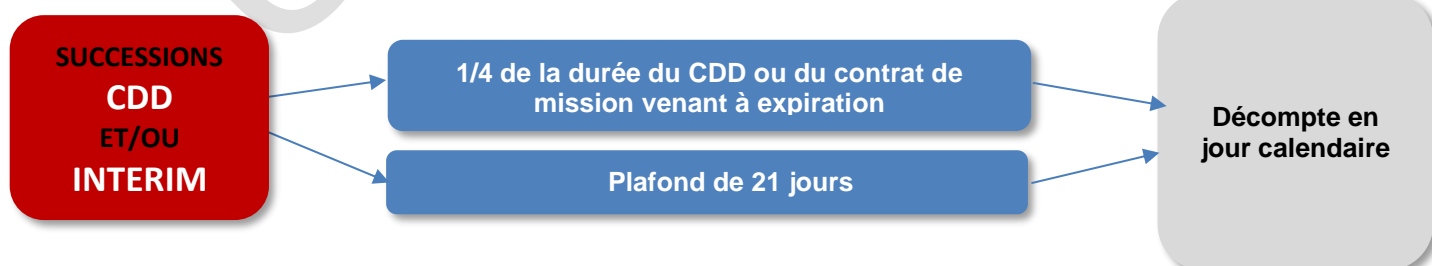 SUCCESSIONS
CDD
ET/OU
INTERIM
1/4 de la durée du CDD ou du contrat de
mission venant à expiration
Plafond de 21 jours
Décompte en
jour calendaire